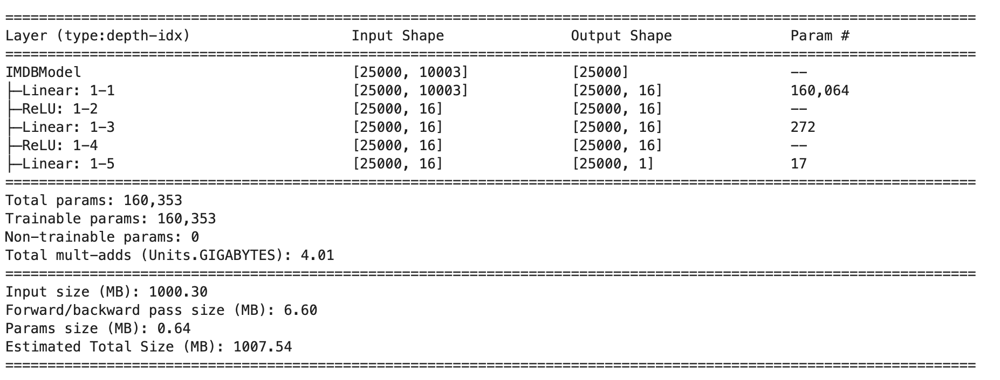 ===================================================================================================================
Layer (type:depth-idx)                   Input Shape               Output Shape              Param #
===================================================================================================================
IMDBModel                                [25000, 10003]            [25000]                   --
├─Linear: 1-1                            [25000, 10003]            [25000, 16]               160,064
├─ReLU: 1-2                              [25000, 16]               [25000, 16]               --
├─Linear: 1-3                            [25000, 16]               [25000, 16]               272
├─ReLU: 1-4                              [25000, 16]               [25000, 16]               --
├─Linear: 1-5                            [25000, 16]               [25000, 1]                17
===================================================================================================================
Total params: 160,353
Trainable params: 160,353
Non-trainable params: 0
Total mult-adds (Units.GIGABYTES): 4.01
===================================================================================================================
Input size (MB): 1000.30
Forward/backward pass size (MB): 6.60
Params size (MB): 0.64
Estimated Total Size (MB): 1007.54
===================================================================================================================